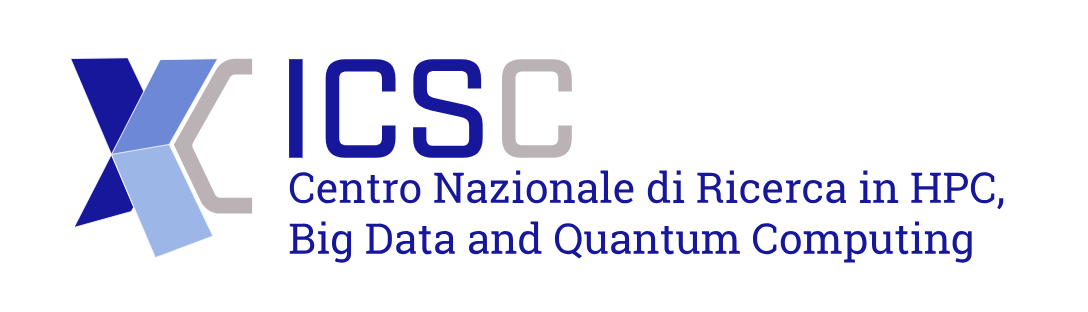 ICSC
Centro Nazionale di Ricerca in HPC,
Big Data and Quantum Computing